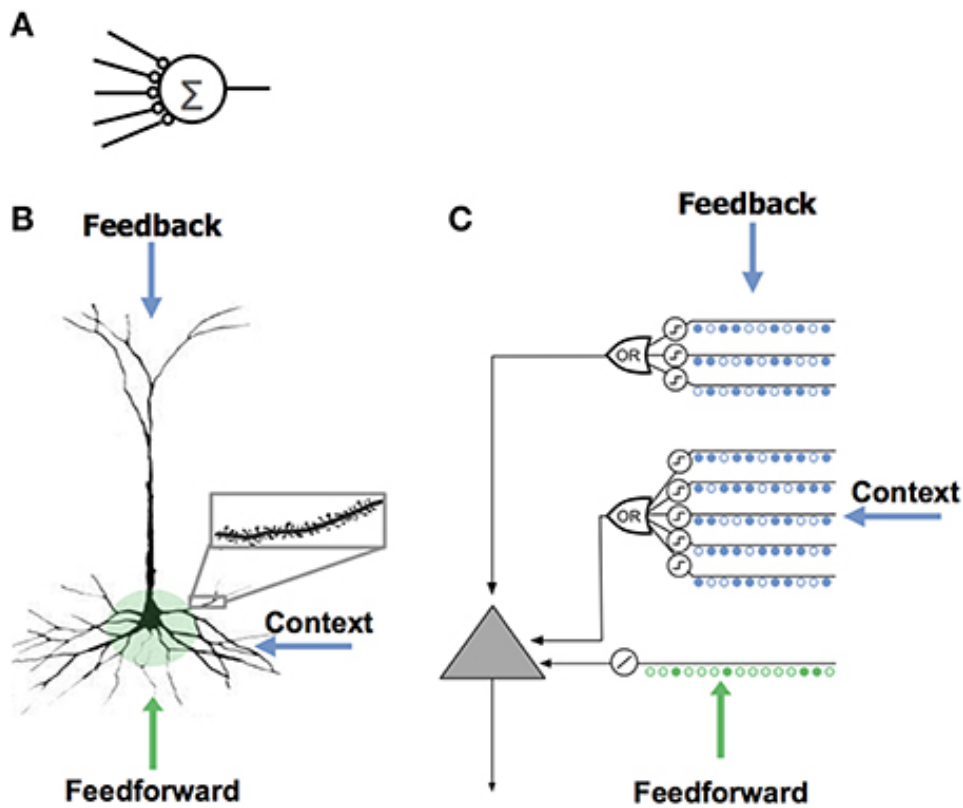 A
Σ
B
Feedback
Context
Feedforward
C
Feedback
OR
OR
Context
Feedforward